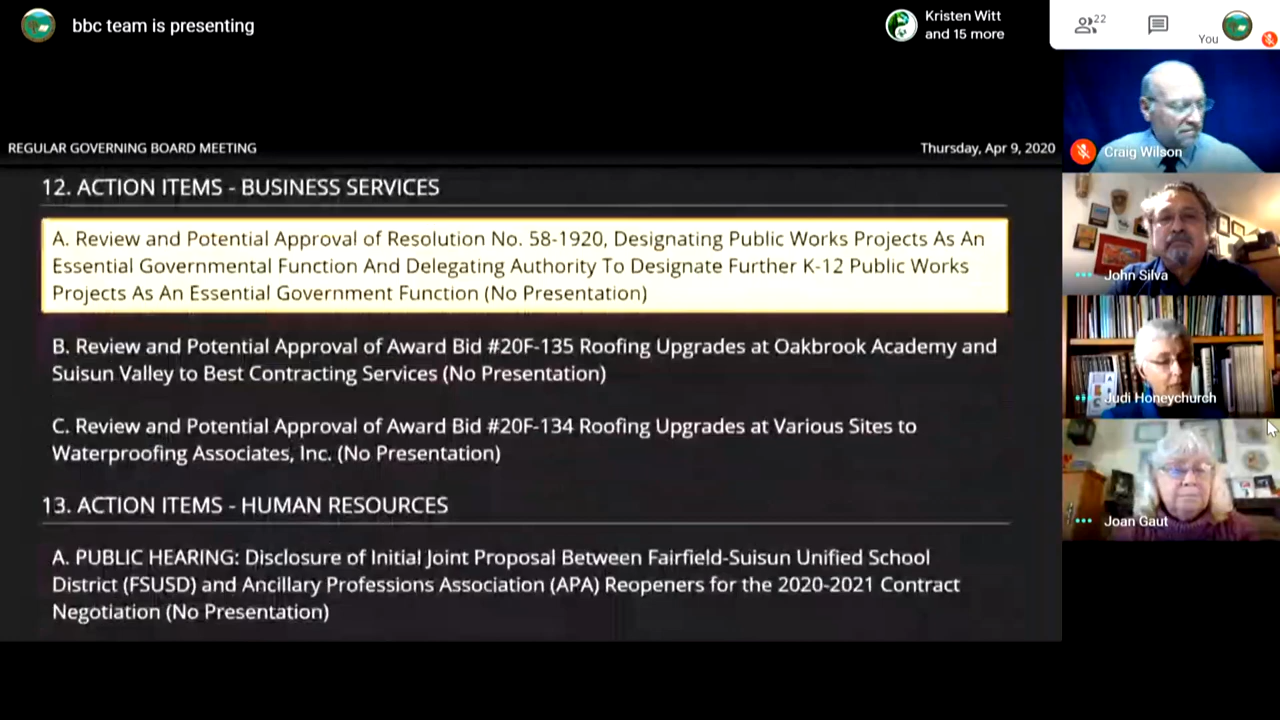 bbc team is presenting
Kristen Witt
and 15 more
22
You
REGULAR GOVERNING BOARD MEETING
Thursday, Apr 9, 2020
12. ACTION ITEMS - BUSINESS SERVICES
A. Review and Potential Approval of Resolution No. 58-1920, Designating Public Works Projects As An
Essential Governmental Function And Delegating Authority To Designate Further K-12 Public Works
Projects As An Essential Government Function (No Presentation)
B. Review and Potential Approval of Award Bid #20F-135 Roofing Upgrades at Oakbrook Academy and
Suisun Valley to Best Contracting Services (No Presentation)
C. Review and Potential Approval of Award Bid #20F-134 Roofing Upgrades at Various Sites to
Waterproofing Associates, Inc. (No Presentation)
13. ACTION ITEMS - HUMAN RESOURCES
A. PUBLIC HEARING: Disclosure of Initial Joint Proposal Between Fairfield-Suisun Unified School
District (FSUSD) and Ancillary Professions Association (APA) Reopeners for the 2020-2021 Contract
Negotiation (No Presentation)
Craig Wilson
John Silva
Judi Honeychurch
Joan Gaut